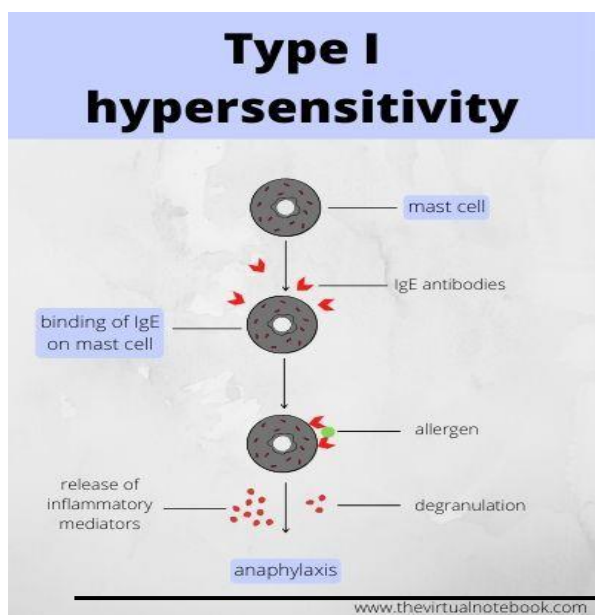 Type I
hypersensitivity
mast cell
IgE antibodies
binding of IgE
on mast cell
allergen
release of
inflammatory
mediators
degranulation
anaphylaxis
www.thevirtualnotebook.com